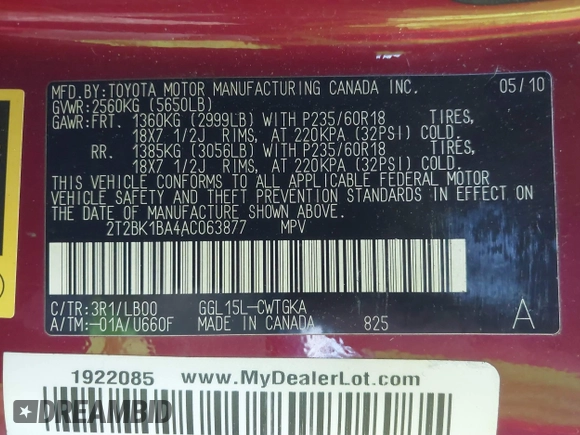 MFD.BY:TOYOTA MOTOR MANUFACTURING CANADA INC. 05/10
GVWR:2560KG (5650LB)
GAWR:FRT. 1360KG (2999LB) WITH P235/60R18 TIRES,
18X7 1/2J RIMS, AT 220KPA (32PSI) COLD.
RR. 1385KG (3056LB) WITH P235/60R18 TIRES,
18X7 1/2J RIMS, AT 220KPA (32PSI) COLD.
THIS VEHICLE CONFORMS TO ALL APPLICABLE FEDERAL MOTOR
VEHICLE SAFETY AND THEFT PREVENTION STANDARDS IN EFFECT ON
THE DATE OF MANUFACTURE SHOWN ABOVE.
2T2BK1BA4AC063877 MPV
C/TR:3R1/LB00 GGL15L-CWTGKA
A/TM:-01A/U660F MADE IN CANADA 825 A
1922085 www.MyDealerLot.com
DREAMBID